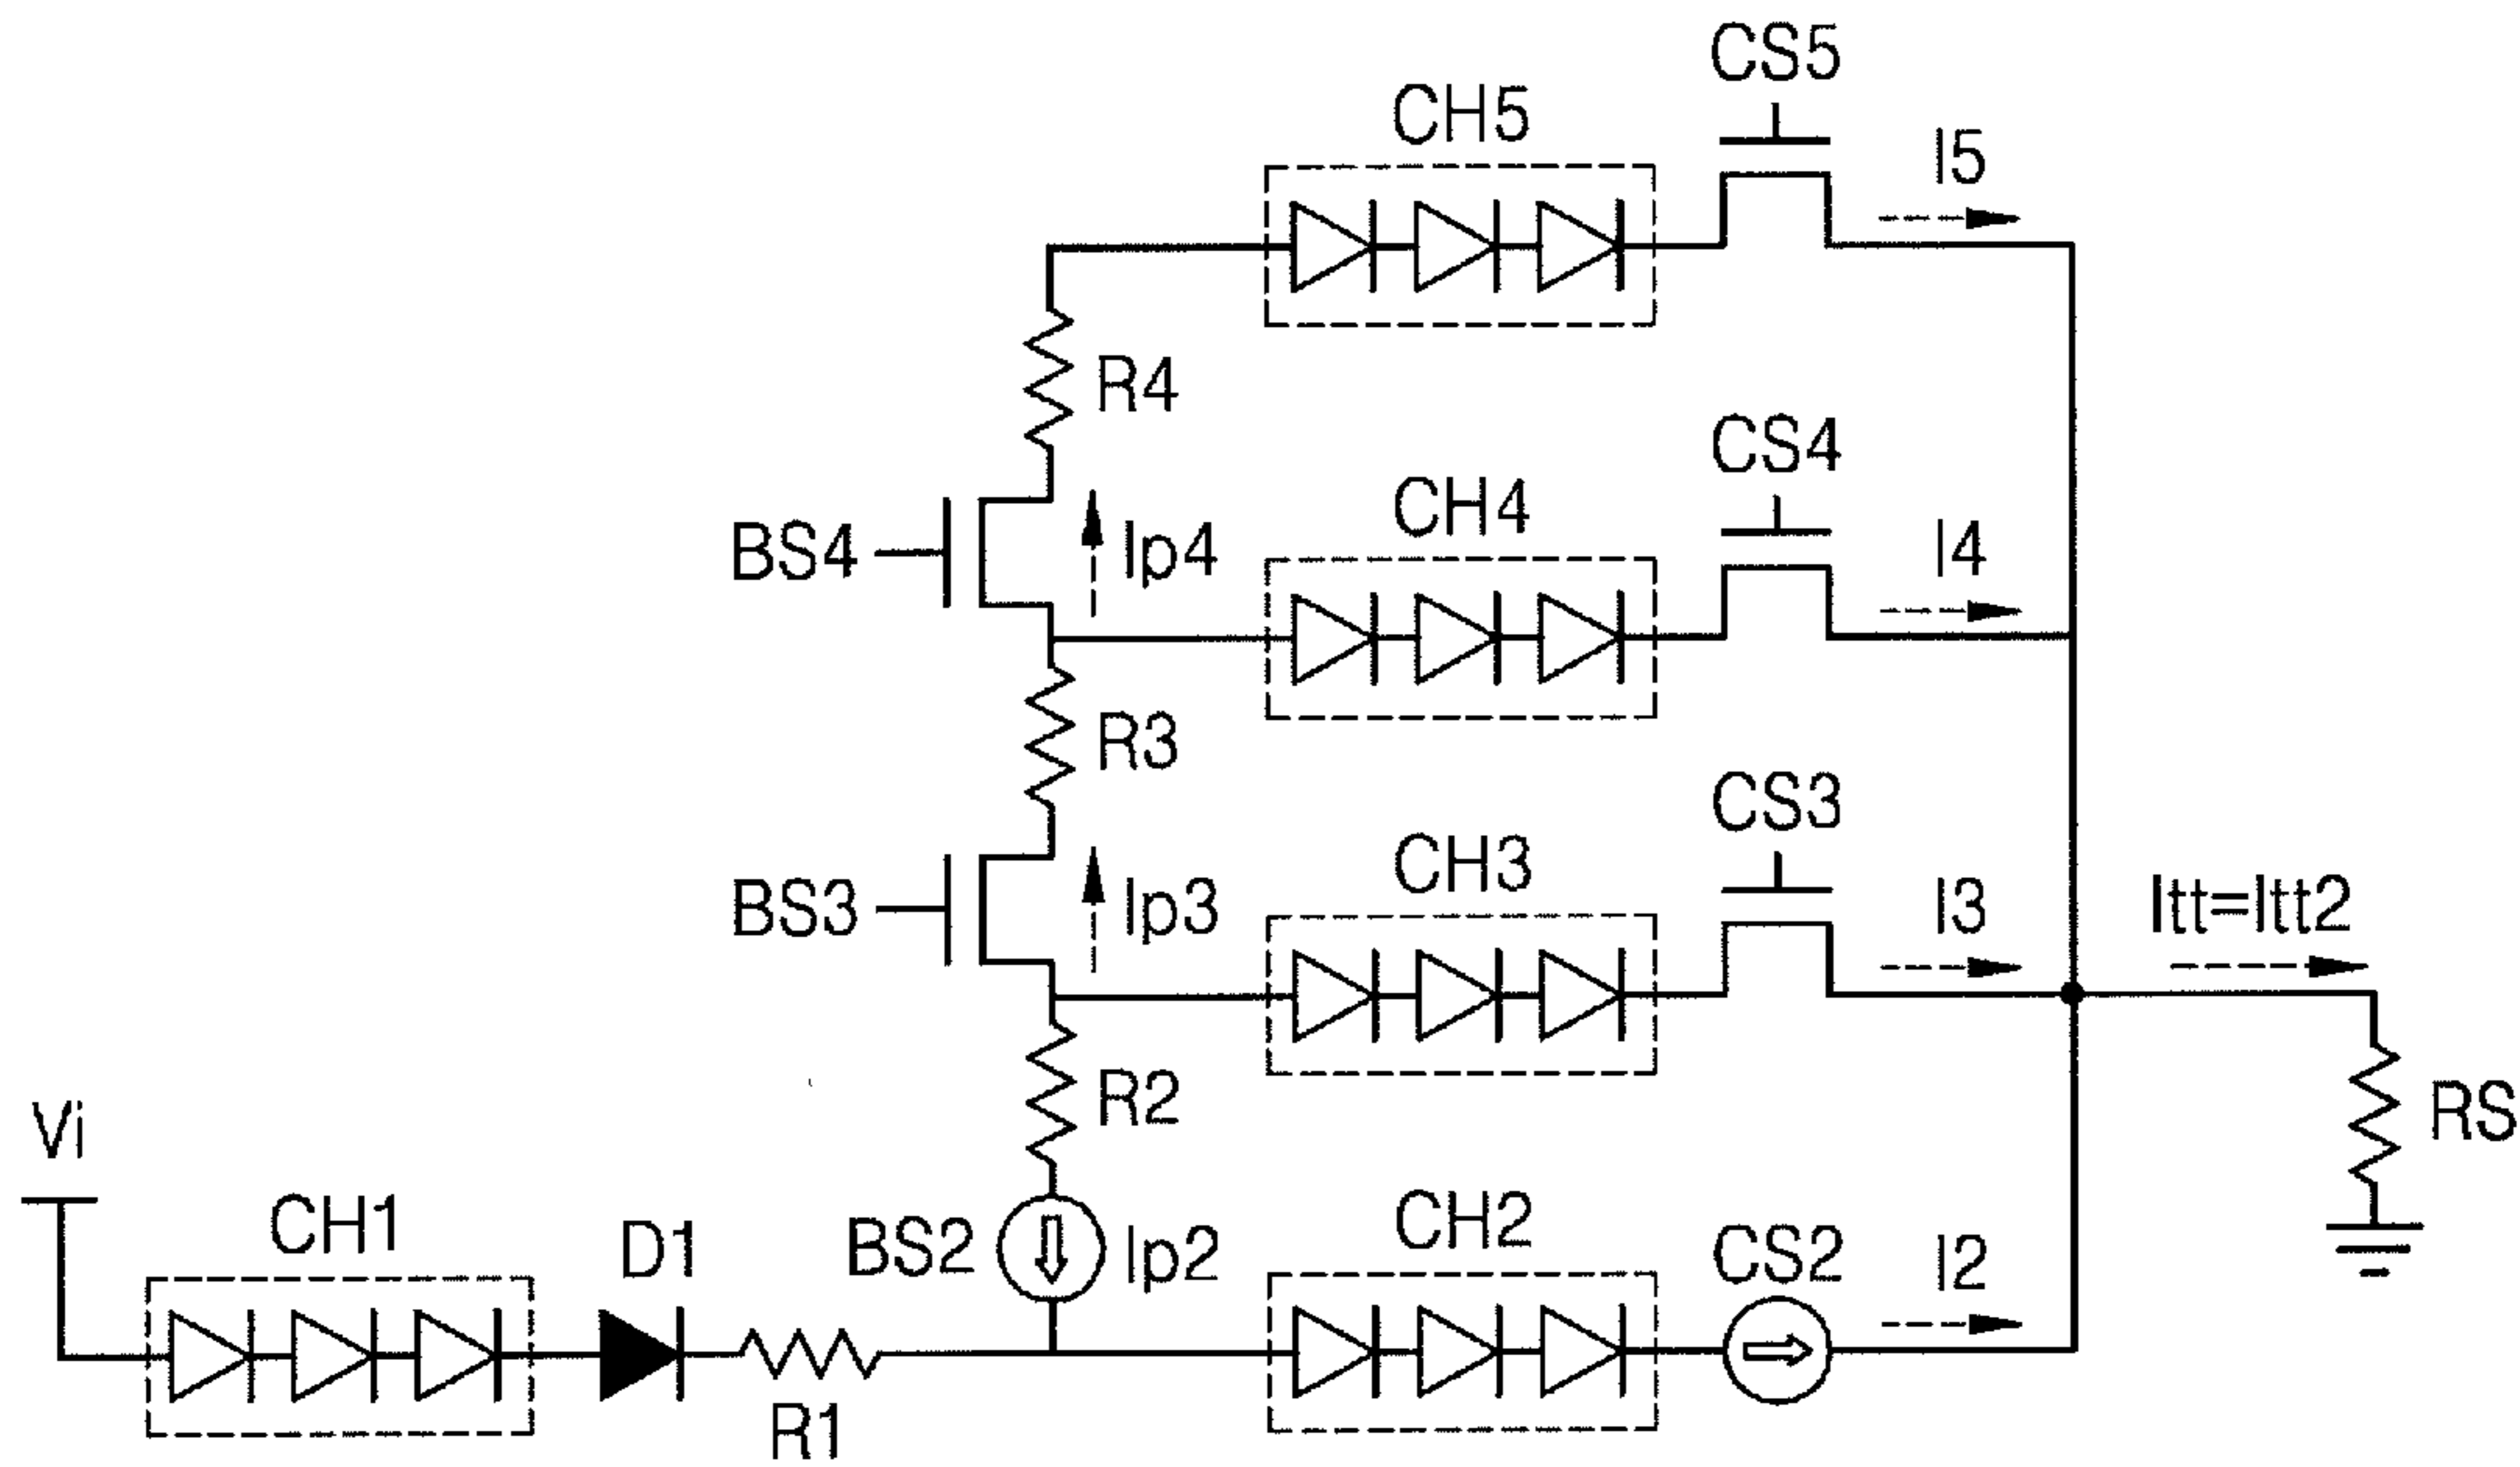 CS5
CH5
I5
R4
CS4
CH4
BS4
Ip4
I4
R3
CS3
CH3
BS3
Ip3
I3
Itt=Itt2
R2
RS
Vi
CH1
D1
BS2
Ip2
CH2
CS2
I2
R1